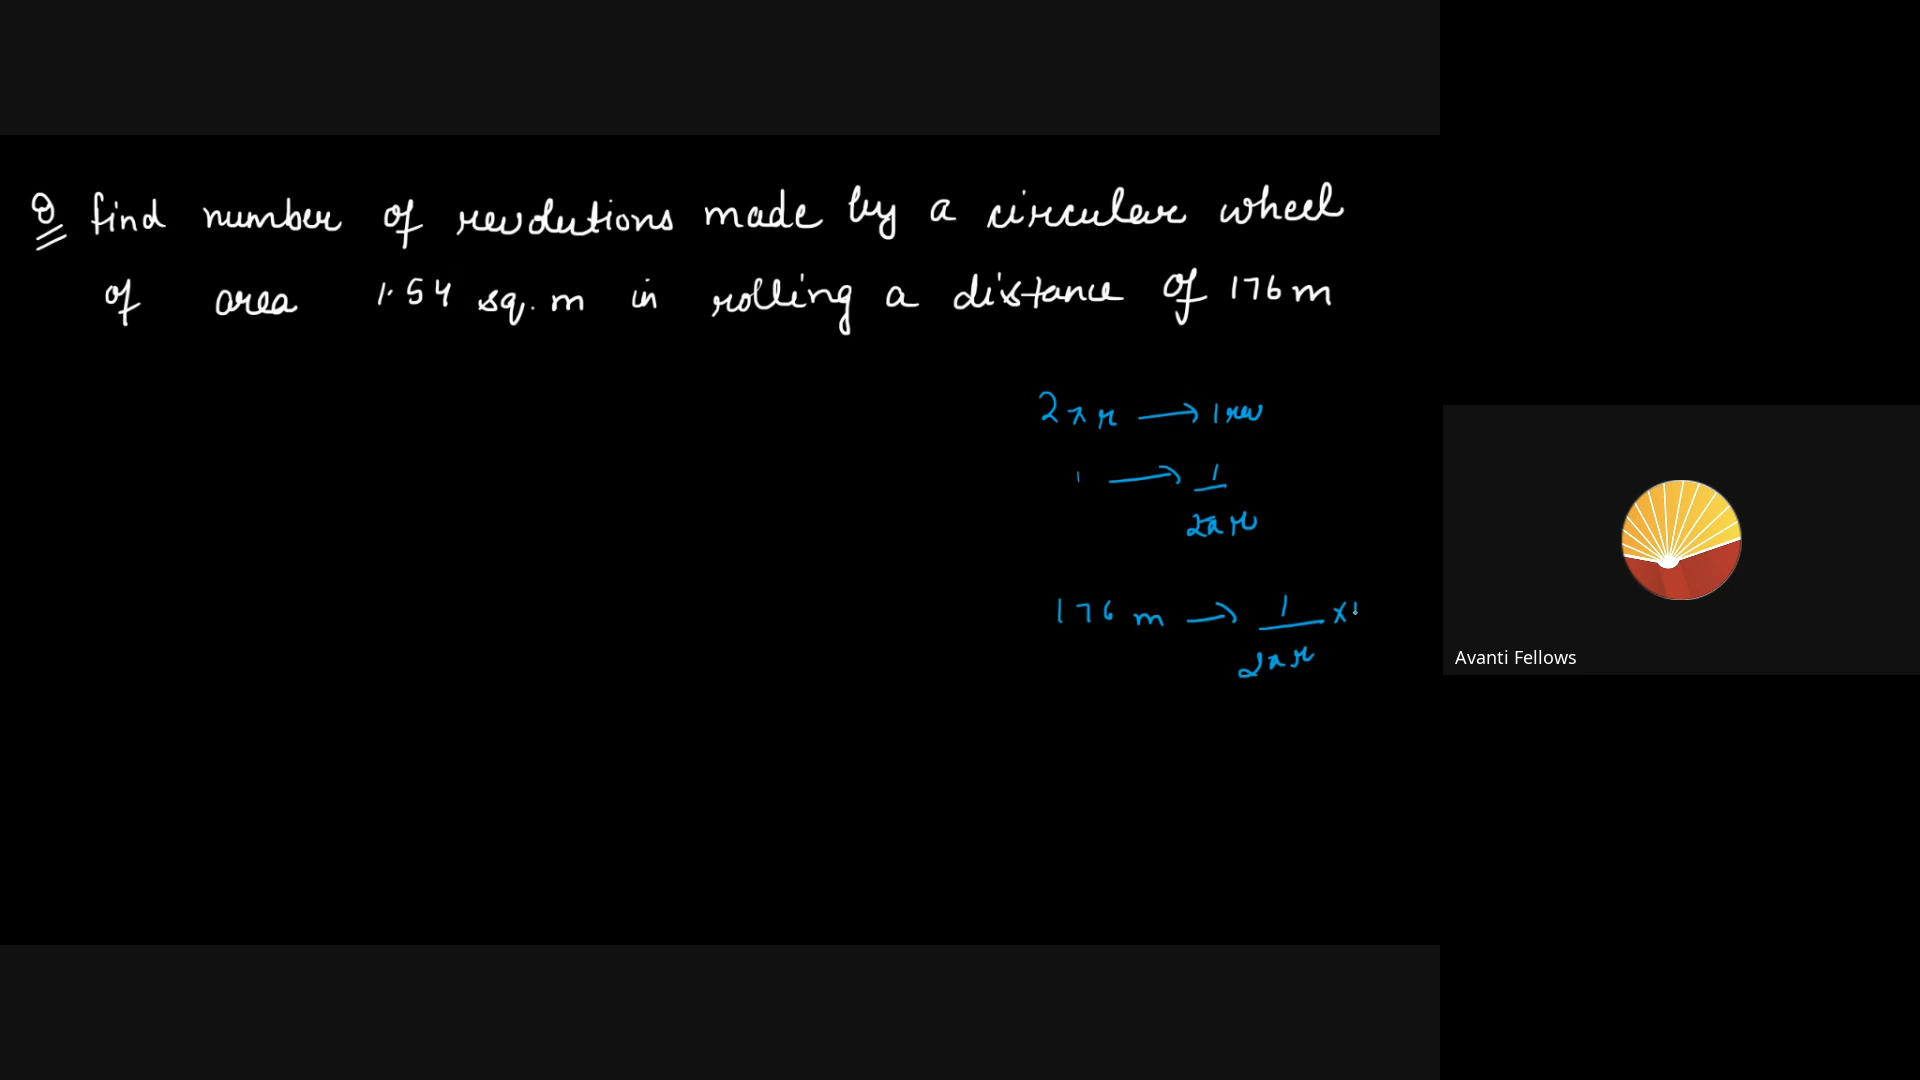 Q find number of revolutions made by a circular wheel
of area 1.54 sq. m in rolling a distance of 176 m
2πr → 1 rev
1 → 1/2πr
176 m → 1/2πr ×1
Avanti Fellows